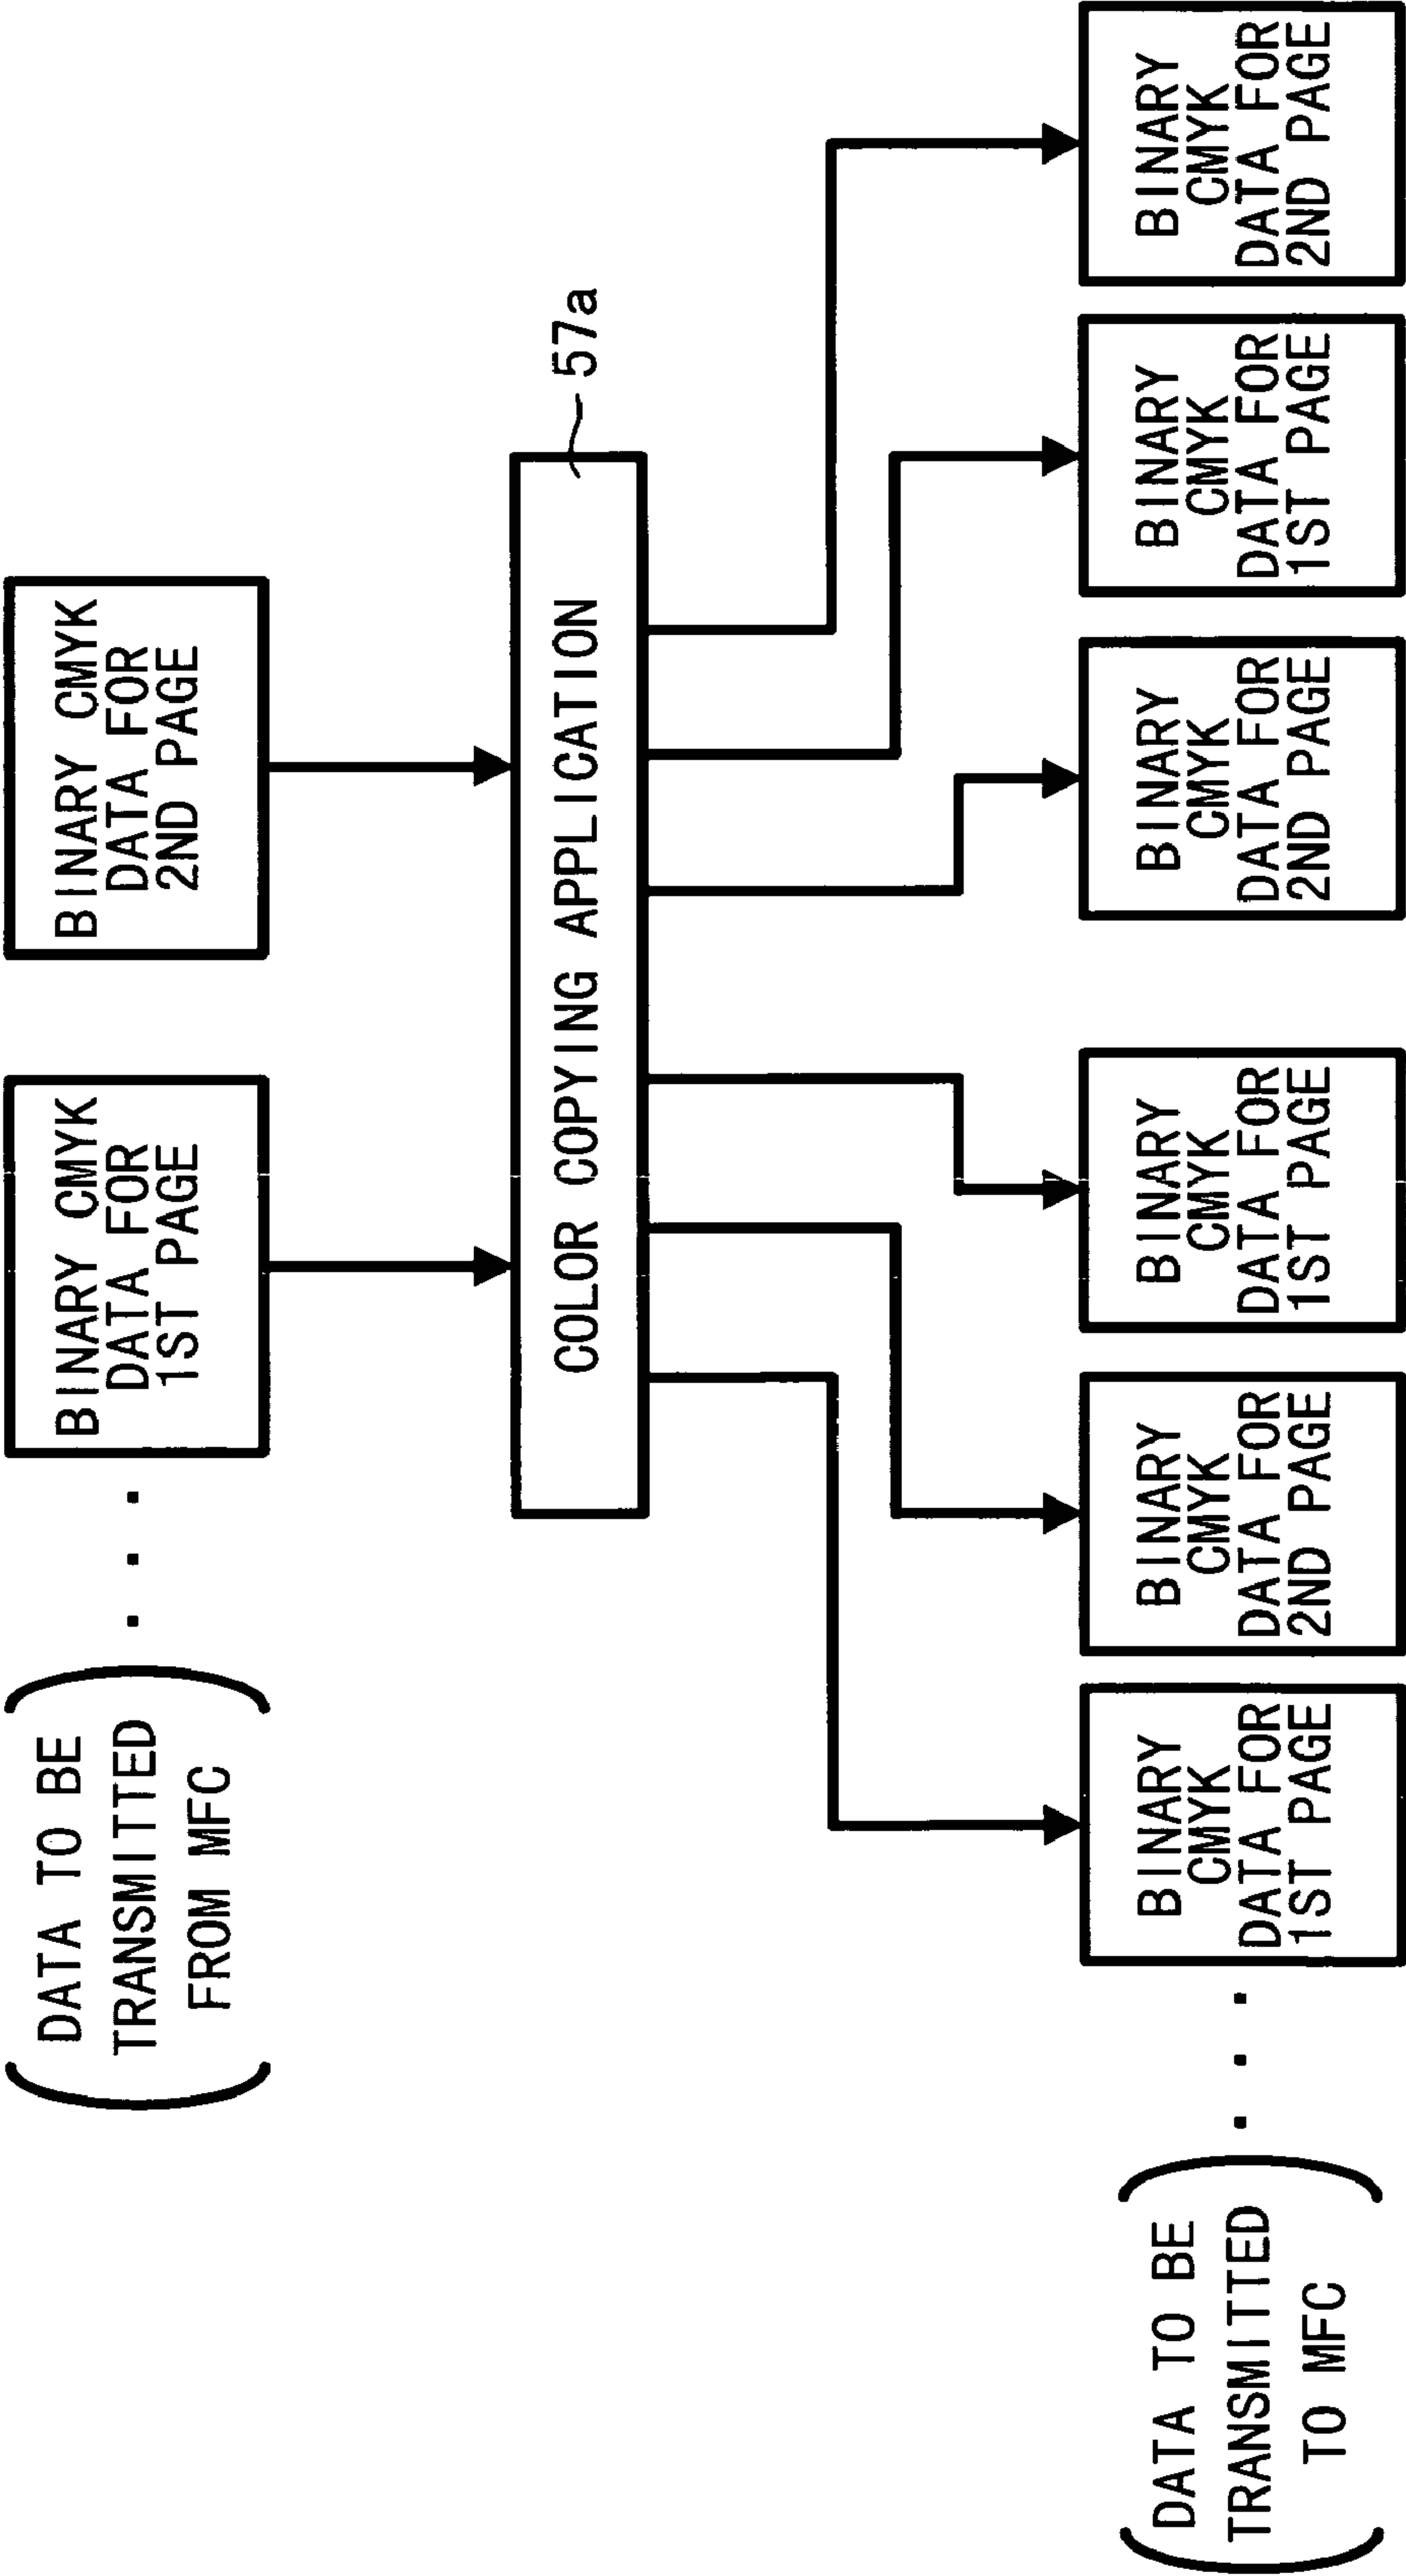 DATA TO BE
TRANSMITTED
FROM MFC
. . .
BINARY CMYK
DATA FOR
1ST PAGE
BINARY CMYK
DATA FOR
2ND PAGE
COLOR COPYING APPLICATION
57a
DATA TO BE
TRANSMITTED
TO MFC
. . .
BINARY
CMYK
DATA FOR
1ST PAGE
BINARY
CMYK
DATA FOR
2ND PAGE
BINARY
CMYK
DATA FOR
1ST PAGE
BINARY
CMYK
DATA FOR
2ND PAGE
BINARY
CMYK
DATA FOR
1ST PAGE
BINARY
CMYK
DATA FOR
2ND PAGE